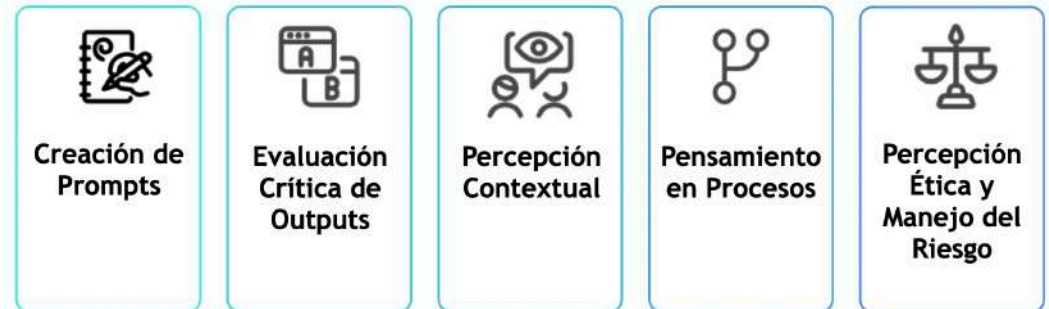 Creación de
Prompts
Evaluación
Crítica de
Outputs
Percepción
Contextual
Pensamiento
en Procesos
Percepción
Ética y
Manejo del
Riesgo
A
B